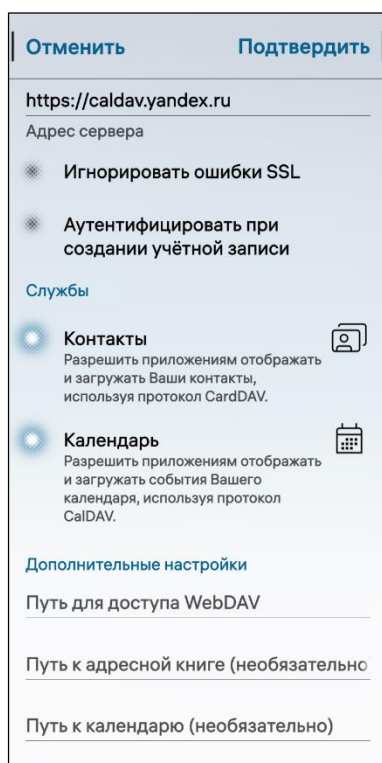 Отменить Подтвердить
https://caldav.yandex.ru
Адрес сервера
Игнорировать ошибки SSL
Аутентифицировать при
создании учётной записи
Службы
Контакты
Разрешить приложениям отображать
и загружать Ваши контакты,
используя протокол CardDAV.
Календарь
Разрешить приложениям отображать
и загружать события Вашего
календаря, используя протокол
CalDAV.
Дополнительные настройки
Путь для доступа WebDAV
Путь к адресной книге (необязательно
Путь к календарю (необязательно)